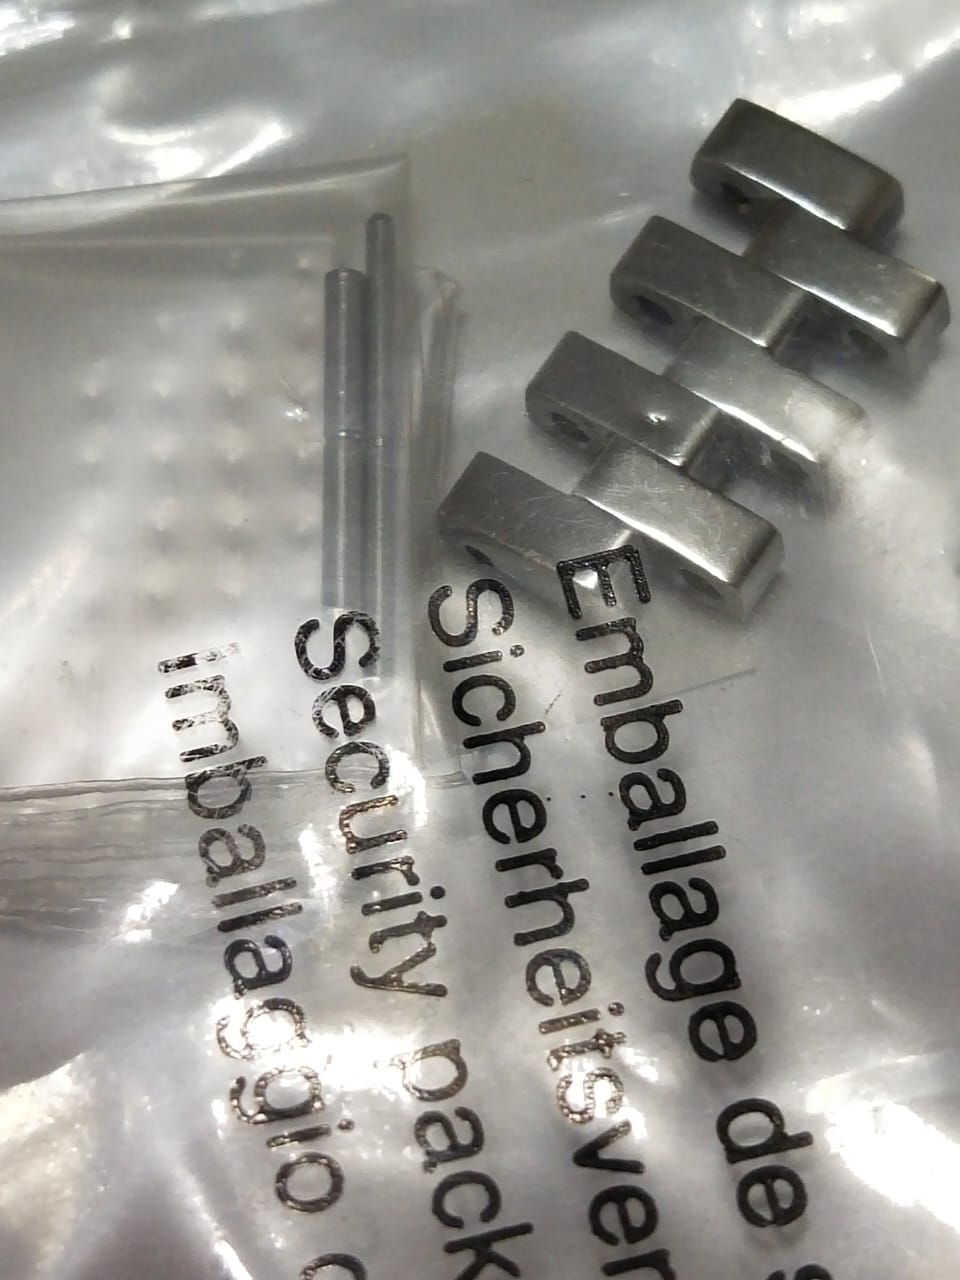 Emballage de s
Sicherheitsver
Security pack
Imballaggio